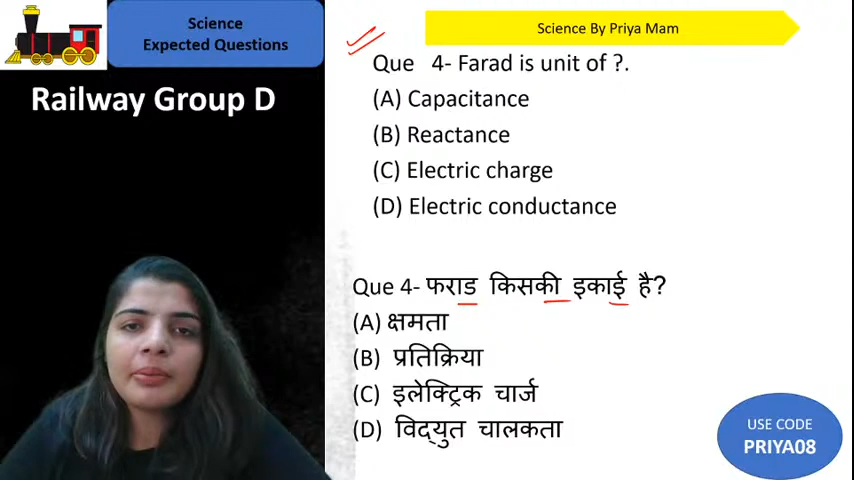 Science
Expected Questions
Science By Priya Mam
Railway Group D
Que 4- Farad is unit of ?.
(A) Capacitance
(B) Reactance
(C) Electric charge
(D) Electric conductance
Que 4- फराड किसकी इकाई है?
(A) क्षमता
(B) प्रतिक्रिया
(C) इलेक्ट्रिक चार्ज
(D) विद्युत चालकता
USE CODE
PRIYA08